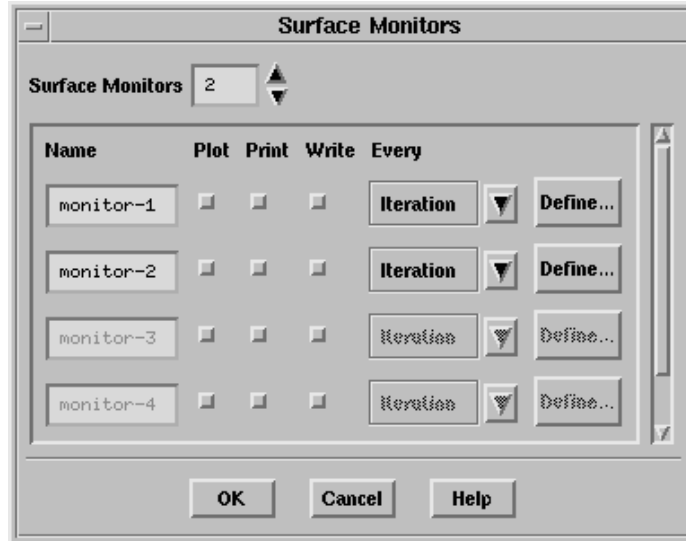 Surface Monitors
Surface Monitors 2
Name Plot Print Write Every
monitor-1 Iteration Define...
monitor-2 Iteration Define...
monitor-3 Iteration Define...
monitor-4 Iteration Define...
OK Cancel Help